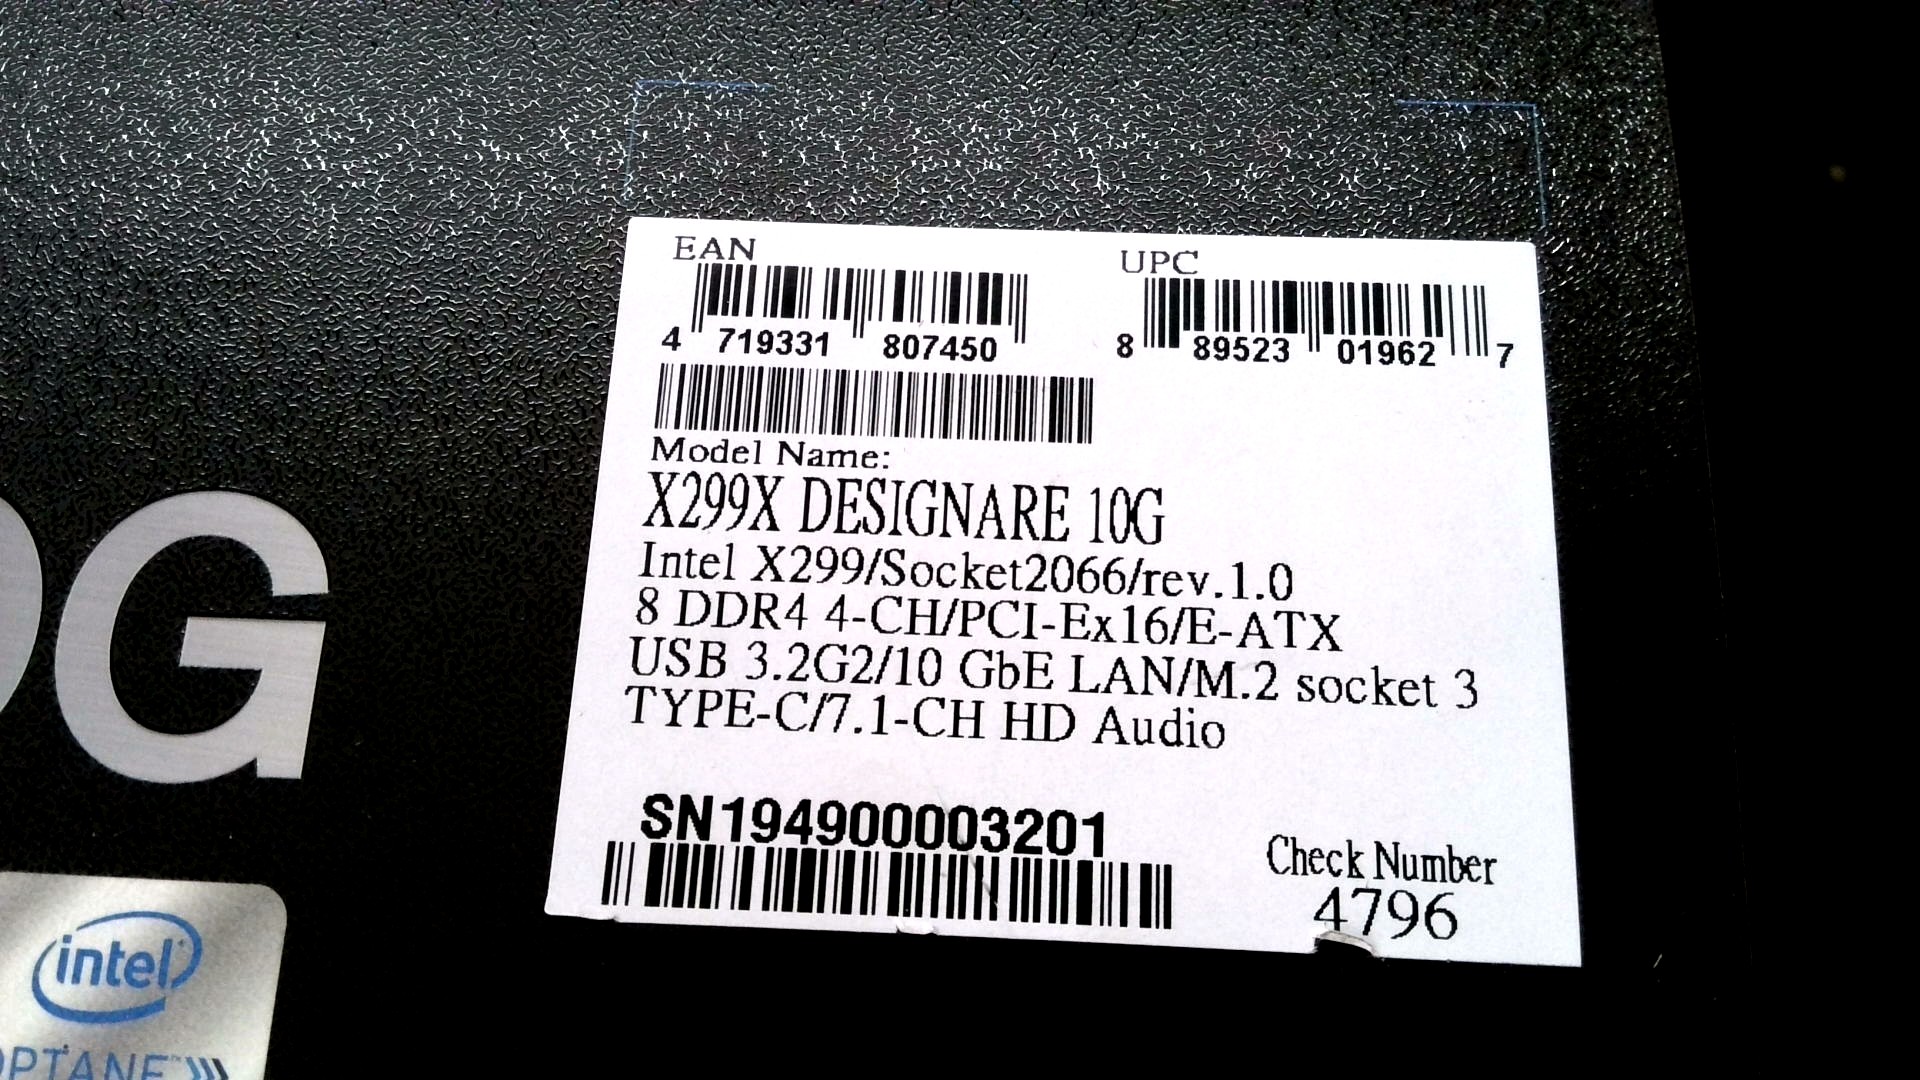 EAN
UPC
4 719331 807450
8 89523 01962 7
Model Name:
X299X DESIGNARE 10G
Intel X299/Socket2066/rev.1.0
8 DDR4 4-CH/PCI-Ex16/E-ATX
USB 3.2G2/10 GbE LAN/M.2 socket 3
TYPE-C/7.1-CH HD Audio
SN194900003201
Check Number
4796
0G
intel
OPTANE™